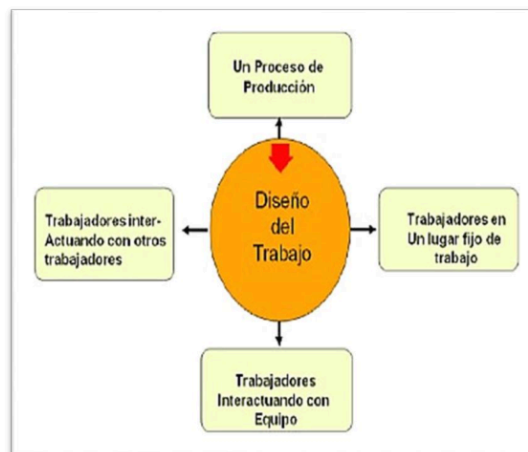 Un Proceso de
Producción
Diseño
del
Trabajo
Trabajadores inter-
Actuando con otros
trabajadores
Trabajadores en
Un lugar fijo de
trabajo
Trabajadores
Interactuando con
Equipo